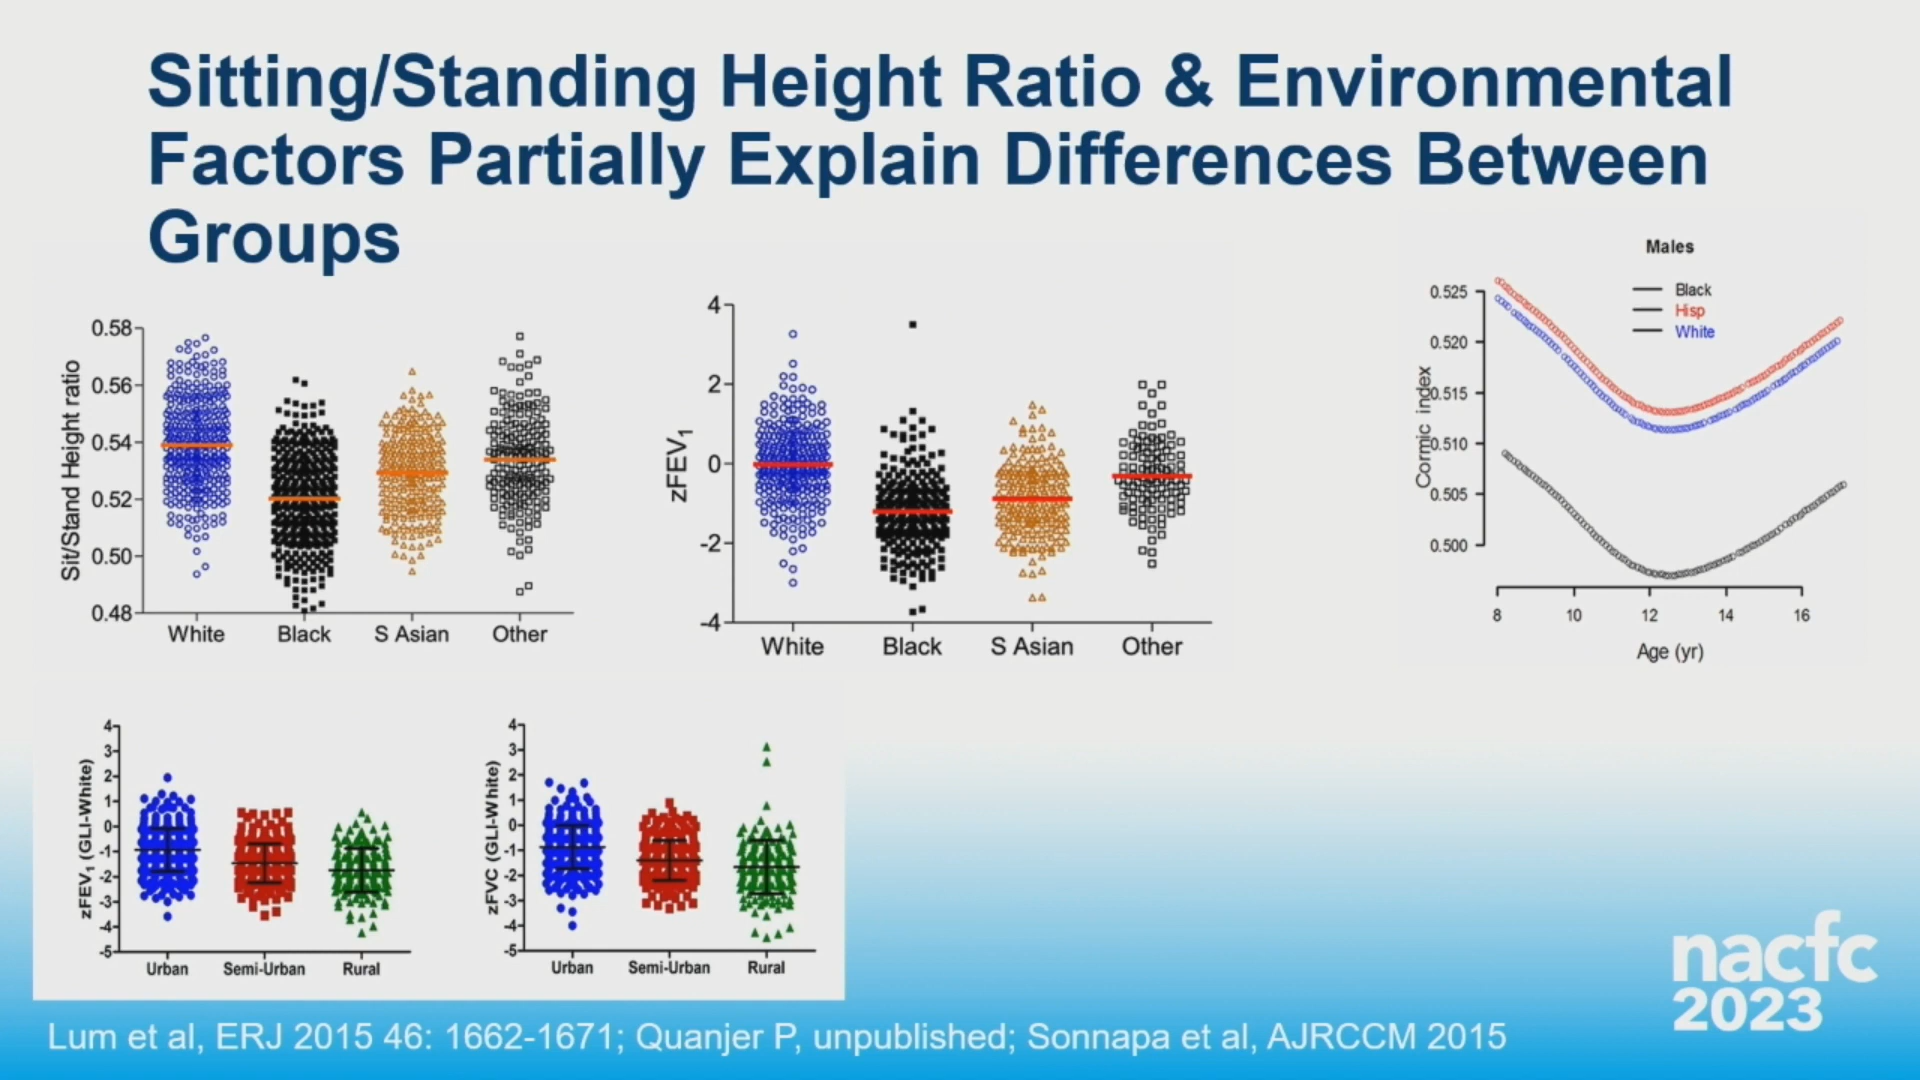 Sitting/Standing Height Ratio & Environmental
Factors Partially Explain Differences Between
Groups
Sit/Stand Height ratio
0.58
0.56
0.54
0.52
0.50
0.48
White
Black
S Asian
Other
zFEV1
4
2
0
-2
-4
White
Black
S Asian
Other
Males
Black
Hisp
White
Cormic index
0.525
0.520
0.515
0.510
0.505
0.500
8
10
12
14
16
Age (yr)
zFEV1 (GLI-White)
4
3
2
1
0
-1
-2
-3
-4
-5
Urban
Semi-Urban
Rural
zFVC (GLI-White)
4
3
2
1
0
-1
-2
-3
-4
-5
Urban
Semi-Urban
Rural
nacfc
2023
Lum et al, ERJ 2015 46: 1662-1671; Quanjer P, unpublished; Sonnapa et al, AJRCCM 2015